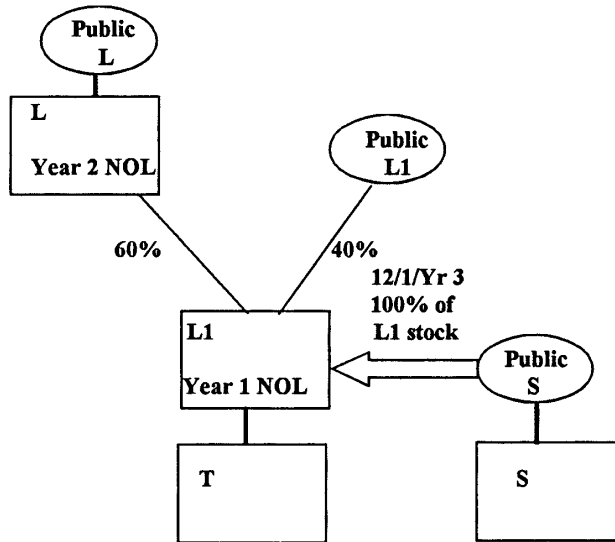 Public
L
L
Year 2 NOL
Public
L1
60%
40%
12/1/Yr 3
100% of
L1 stock
L1
Year 1 NOL
Public
S
T
S